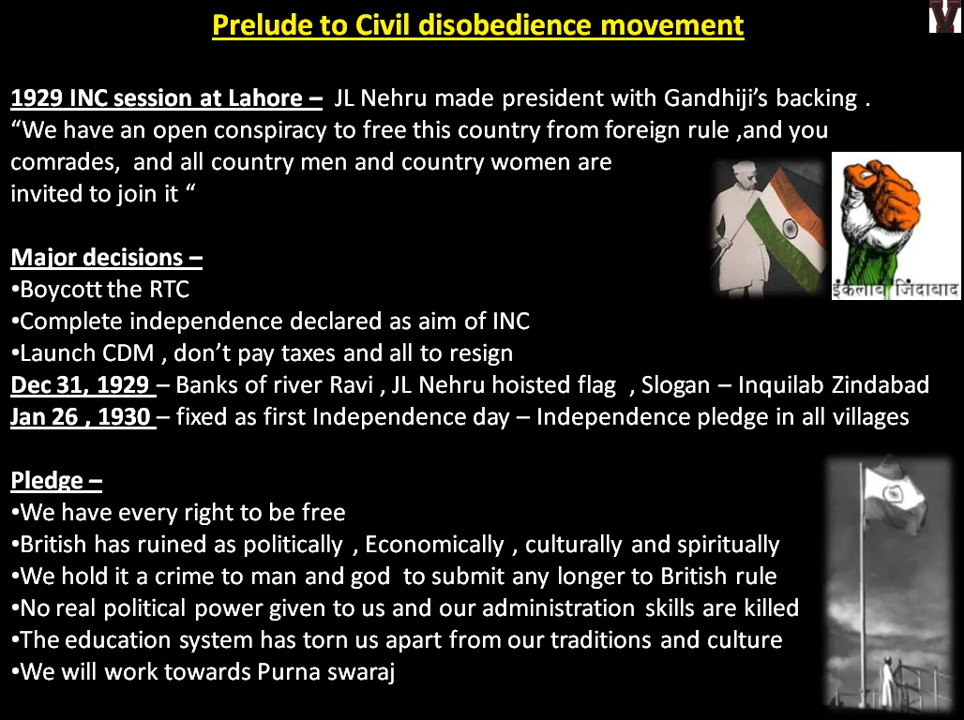 Prelude to Civil disobedience movement
1929 INC session at Lahore – JL Nehru made president with Gandhiji's backing .
"We have an open conspiracy to free this country from foreign rule ,and you
comrades, and all country men and country women are
invited to join it "
इंकलाब जिंदाबाद
Major decisions –
•Boycott the RTC
•Complete independence declared as aim of INC
•Launch CDM , don't pay taxes and all to resign
Dec 31, 1929 – Banks of river Ravi , JL Nehru hoisted flag , Slogan – Inquilab Zindabad
Jan 26 , 1930 – fixed as first Independence day – Independence pledge in all villages
Pledge –
•We have every right to be free
•British has ruined as politically , Economically , culturally and spiritually
•We hold it a crime to man and god to submit any longer to British rule
•No real political power given to us and our administration skills are killed
•The education system has torn us apart from our traditions and culture
•We will work towards Purna swaraj